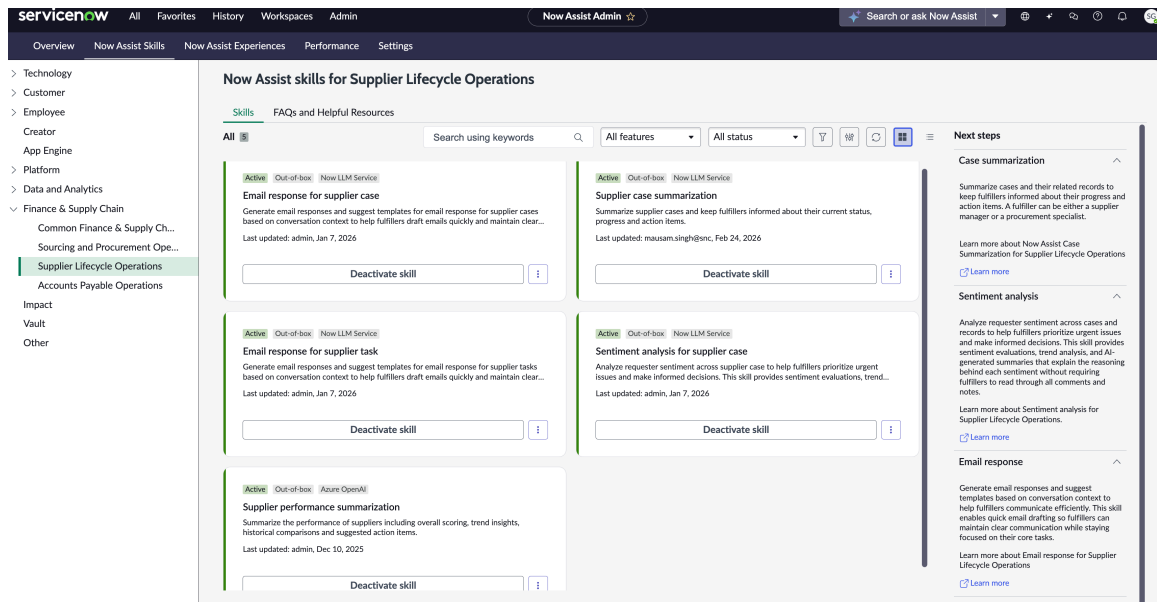 servicenow All Favorites History Workspaces Admin Now Assist Admin Search or ask Now Assist SG
Overview Now Assist Skills Now Assist Experiences Performance Settings
Technology
Customer
Employee
Creator
App Engine
Platform
Data and Analytics
Finance & Supply Chain
Common Finance & Supply Ch...
Sourcing and Procurement Ope...
Supplier Lifecycle Operations
Accounts Payable Operations
Impact
Vault
Other
Now Assist skills for Supplier Lifecycle Operations
Skills FAQs and Helpful Resources
All 5 Search using keywords All features All status
Active Out-of-box Now LLM Service
Email response for supplier case
Generate email responses and suggest templates for email response for supplier cases
based on conversation context to help fulfillers draft emails quickly and maintain clear...
Last updated: admin, Jan 7, 2026
Deactivate skill
Active Out-of-box Now LLM Service
Supplier case summarization
Summarize supplier cases and keep fulfillers informed about their current status,
progress and action items.
Last updated: mausam.singh@snc, Feb 24, 2026
Deactivate skill
Active Out-of-box Now LLM Service
Email response for supplier task
Generate email responses and suggest templates for email response for supplier tasks
based on conversation context to help fulfillers draft emails quickly and maintain clear...
Last updated: admin, Jan 7, 2026
Deactivate skill
Active Out-of-box Now LLM Service
Sentiment analysis for supplier case
Analyze requester sentiment across supplier case to help fulfillers prioritize urgent
issues and make informed decisions. This skill provides sentiment evaluations, trend...
Last updated: admin, Jan 7, 2026
Deactivate skill
Active Out-of-box Azure OpenAI
Supplier performance summarization
Summarize the performance of suppliers including overall scoring, trend insights,
historical comparisons and suggested action items.
Last updated: admin, Dec 10, 2025
Deactivate skill
Next steps
Case summarization
Summarize cases and their related records to
keep fulfillers informed about their progress and
action items. A fulfiller can be either a supplier
manager or a procurement specialist.
Learn more about Now Assist Case
Summarization for Supplier Lifecycle Operations
Learn more
Sentiment analysis
Analyze requester sentiment across cases and
records to help fulfillers prioritize urgent issues
and make informed decisions. This skill provides
sentiment evaluations, trend analysis, and AI-
generated summaries that explain the reasoning
behind each sentiment without requiring
fulfillers to read through all comments and
notes.
Learn more about Sentiment analysis for
Supplier Lifecycle Operations.
Learn more
Email response
Generate email responses and suggest
templates based on conversation context to
help fulfillers communicate efficiently. This skill
enables quick email drafting so fulfillers can
maintain clear communication while staying
focused on their core tasks.
Learn more about Email response for Supplier
Lifecycle Operations
Learn more